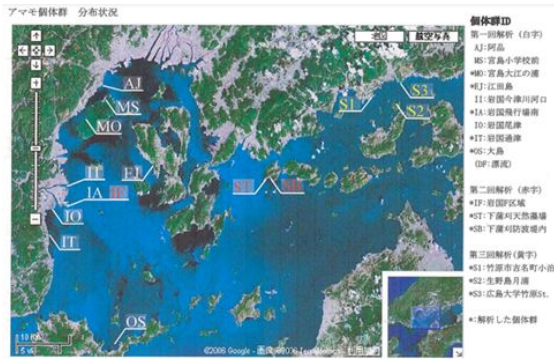 アマモ個体群 分布状況
地図
航空写真
AJ
MS
MO
EJ
II
IA
IO
IT
OS
ST
SB
S1
S2
S3
©2006 Google - 画像
個体群ID
第一回解析(白字)
AJ:阿品
MS:宮島小学校前
*MO:宮島大江の浦
*EJ:江田島
II:岩国今津川河口
*IA:岩国飛行場南
IO:岩国尾津
*IT:岩国通津
*OS:大島
(DF:漂流)
第二回解析(赤字)
*IF:岩国F区域
*ST:下蒲刈天然藻場
*SB:下蒲刈防波堤内
第三回解析(黄字)
*S1:竹原市吉名町小泊
*S2:生野島月浦
*S3:広島大学竹原St.
*:解析した個体群